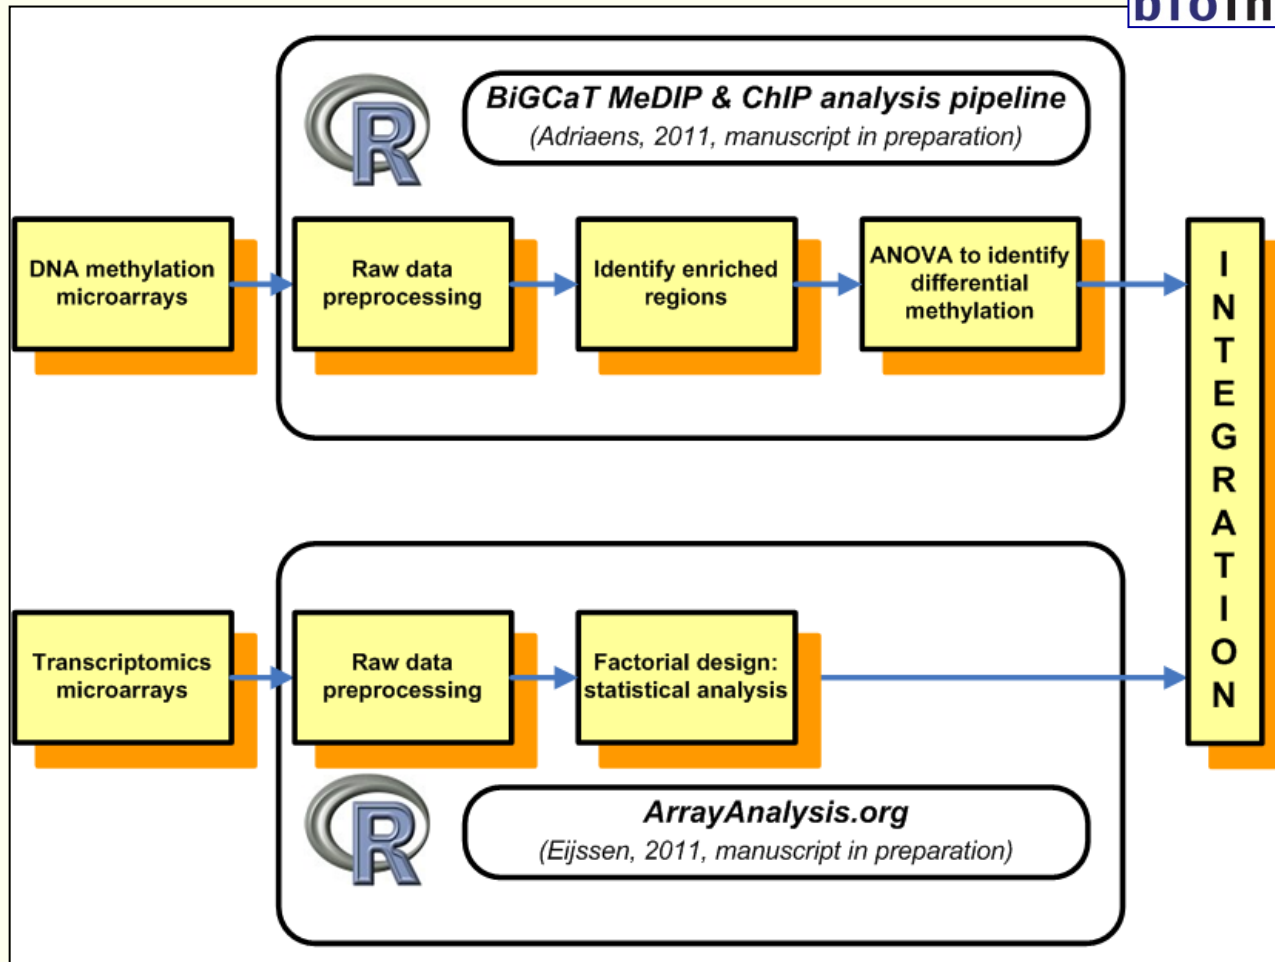 bioin
BiGCaT MeDIP & ChIP analysis pipeline
(Adriaens, 2011, manuscript in preparation)
R
DNA methylation
microarrays
Raw data
preprocessing
Identify enriched
regions
ANOVA to identify
differential
methylation
I
N
T
E
G
R
A
T
I
O
N
Transcriptomics
microarrays
Raw data
preprocessing
Factorial design:
statistical analysis
R
ArrayAnalysis.org
(Eijssen, 2011, manuscript in preparation)